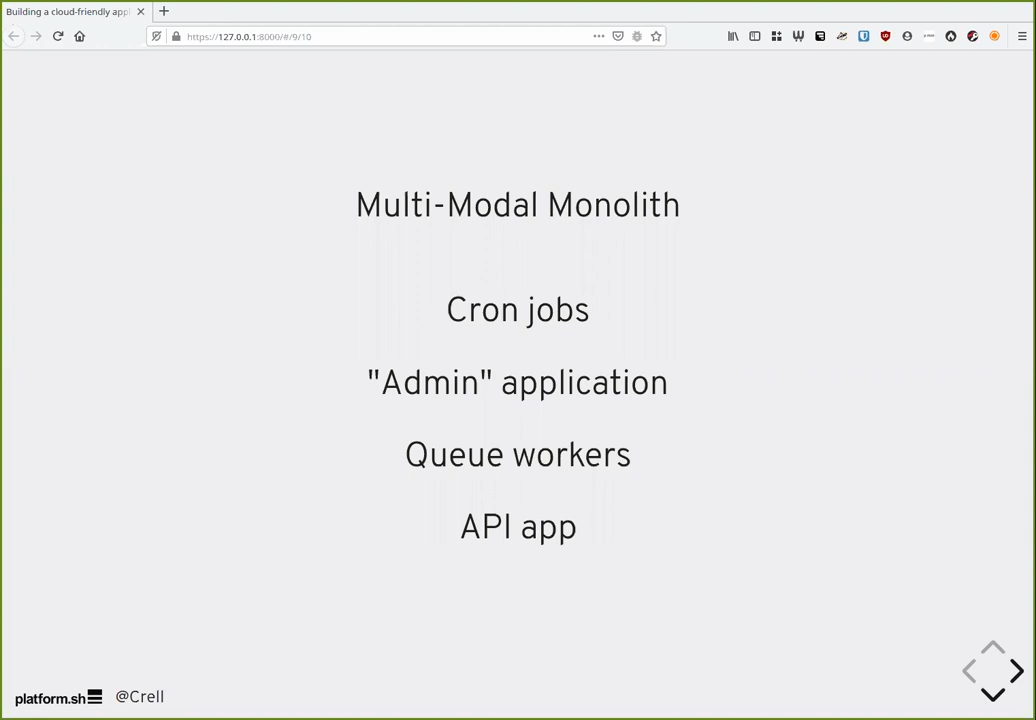 Building a cloud-friendly appl
https://127.0.0.1:8000/#/9/10
Multi-Modal Monolith
Cron jobs
"Admin" application
Queue workers
API app
platform.sh @Crell